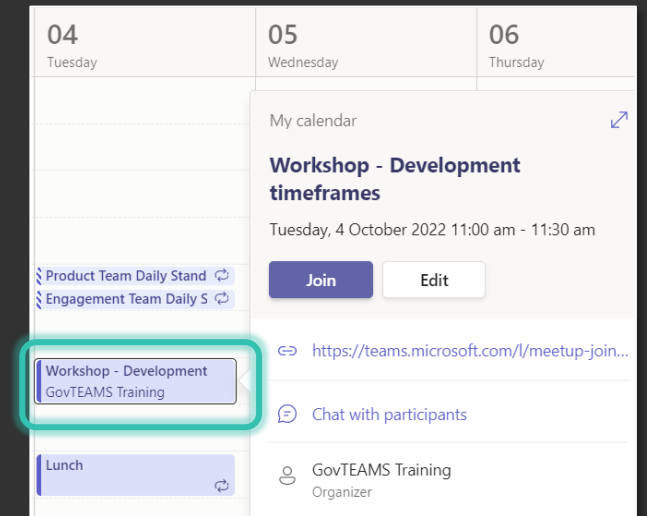 04
Tuesday
05
Wednesday
06
Thursday
Product Team Daily Stand
Engagement Team Daily S
Workshop - Development
GovTEAMS Training
Lunch
My calendar
Workshop - Development
timeframes
Tuesday, 4 October 2022 11:00 am - 11:30 am
Join
Edit
https://teams.microsoft.com/l/meetup-join...
Chat with participants
GovTEAMS Training
Organizer